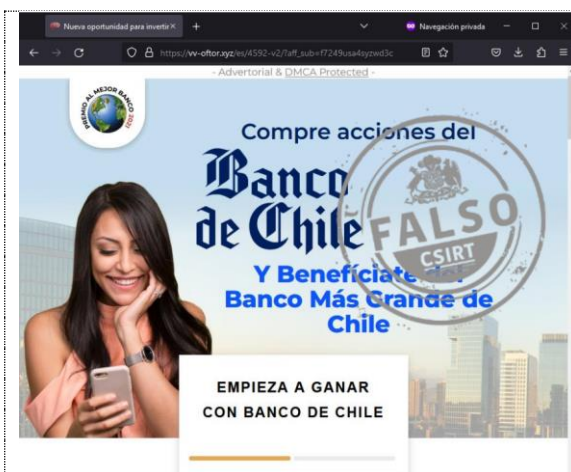 Nueva oportunidad para invertir
Navegación privada
https://vv-oftor.xyz/es/4592-v2/?aff_sub=f7249usa4syzwd3c
- Advertorial & DMCA Protected -
PREMIO AL MEJOR BANCO 2021
Compre acciones del
Banco
de Chile
FALSO
CSIRT
Y Benefíciate del
Banco Más Grande de
Chile
EMPIEZA A GANAR
CON BANCO DE CHILE